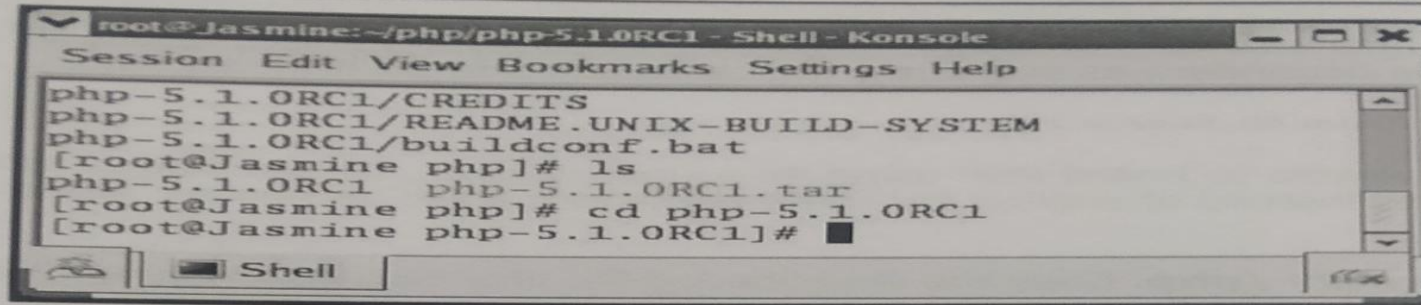 root@Jasmine:~/php/php-5.1.0RC1 - Shell - Konsole
Session Edit View Bookmarks Settings Help
php-5.1.0RC1/CREDITS
php-5.1.0RC1/README.UNIX-BUILD-SYSTEM
php-5.1.0RC1/buildconf.bat
[root@Jasmine php]# ls
php-5.1.0RC1 php-5.1.0RC1.tar
[root@Jasmine php]# cd php-5.1.0RC1
[root@Jasmine php-5.1.0RC1]#
Shell